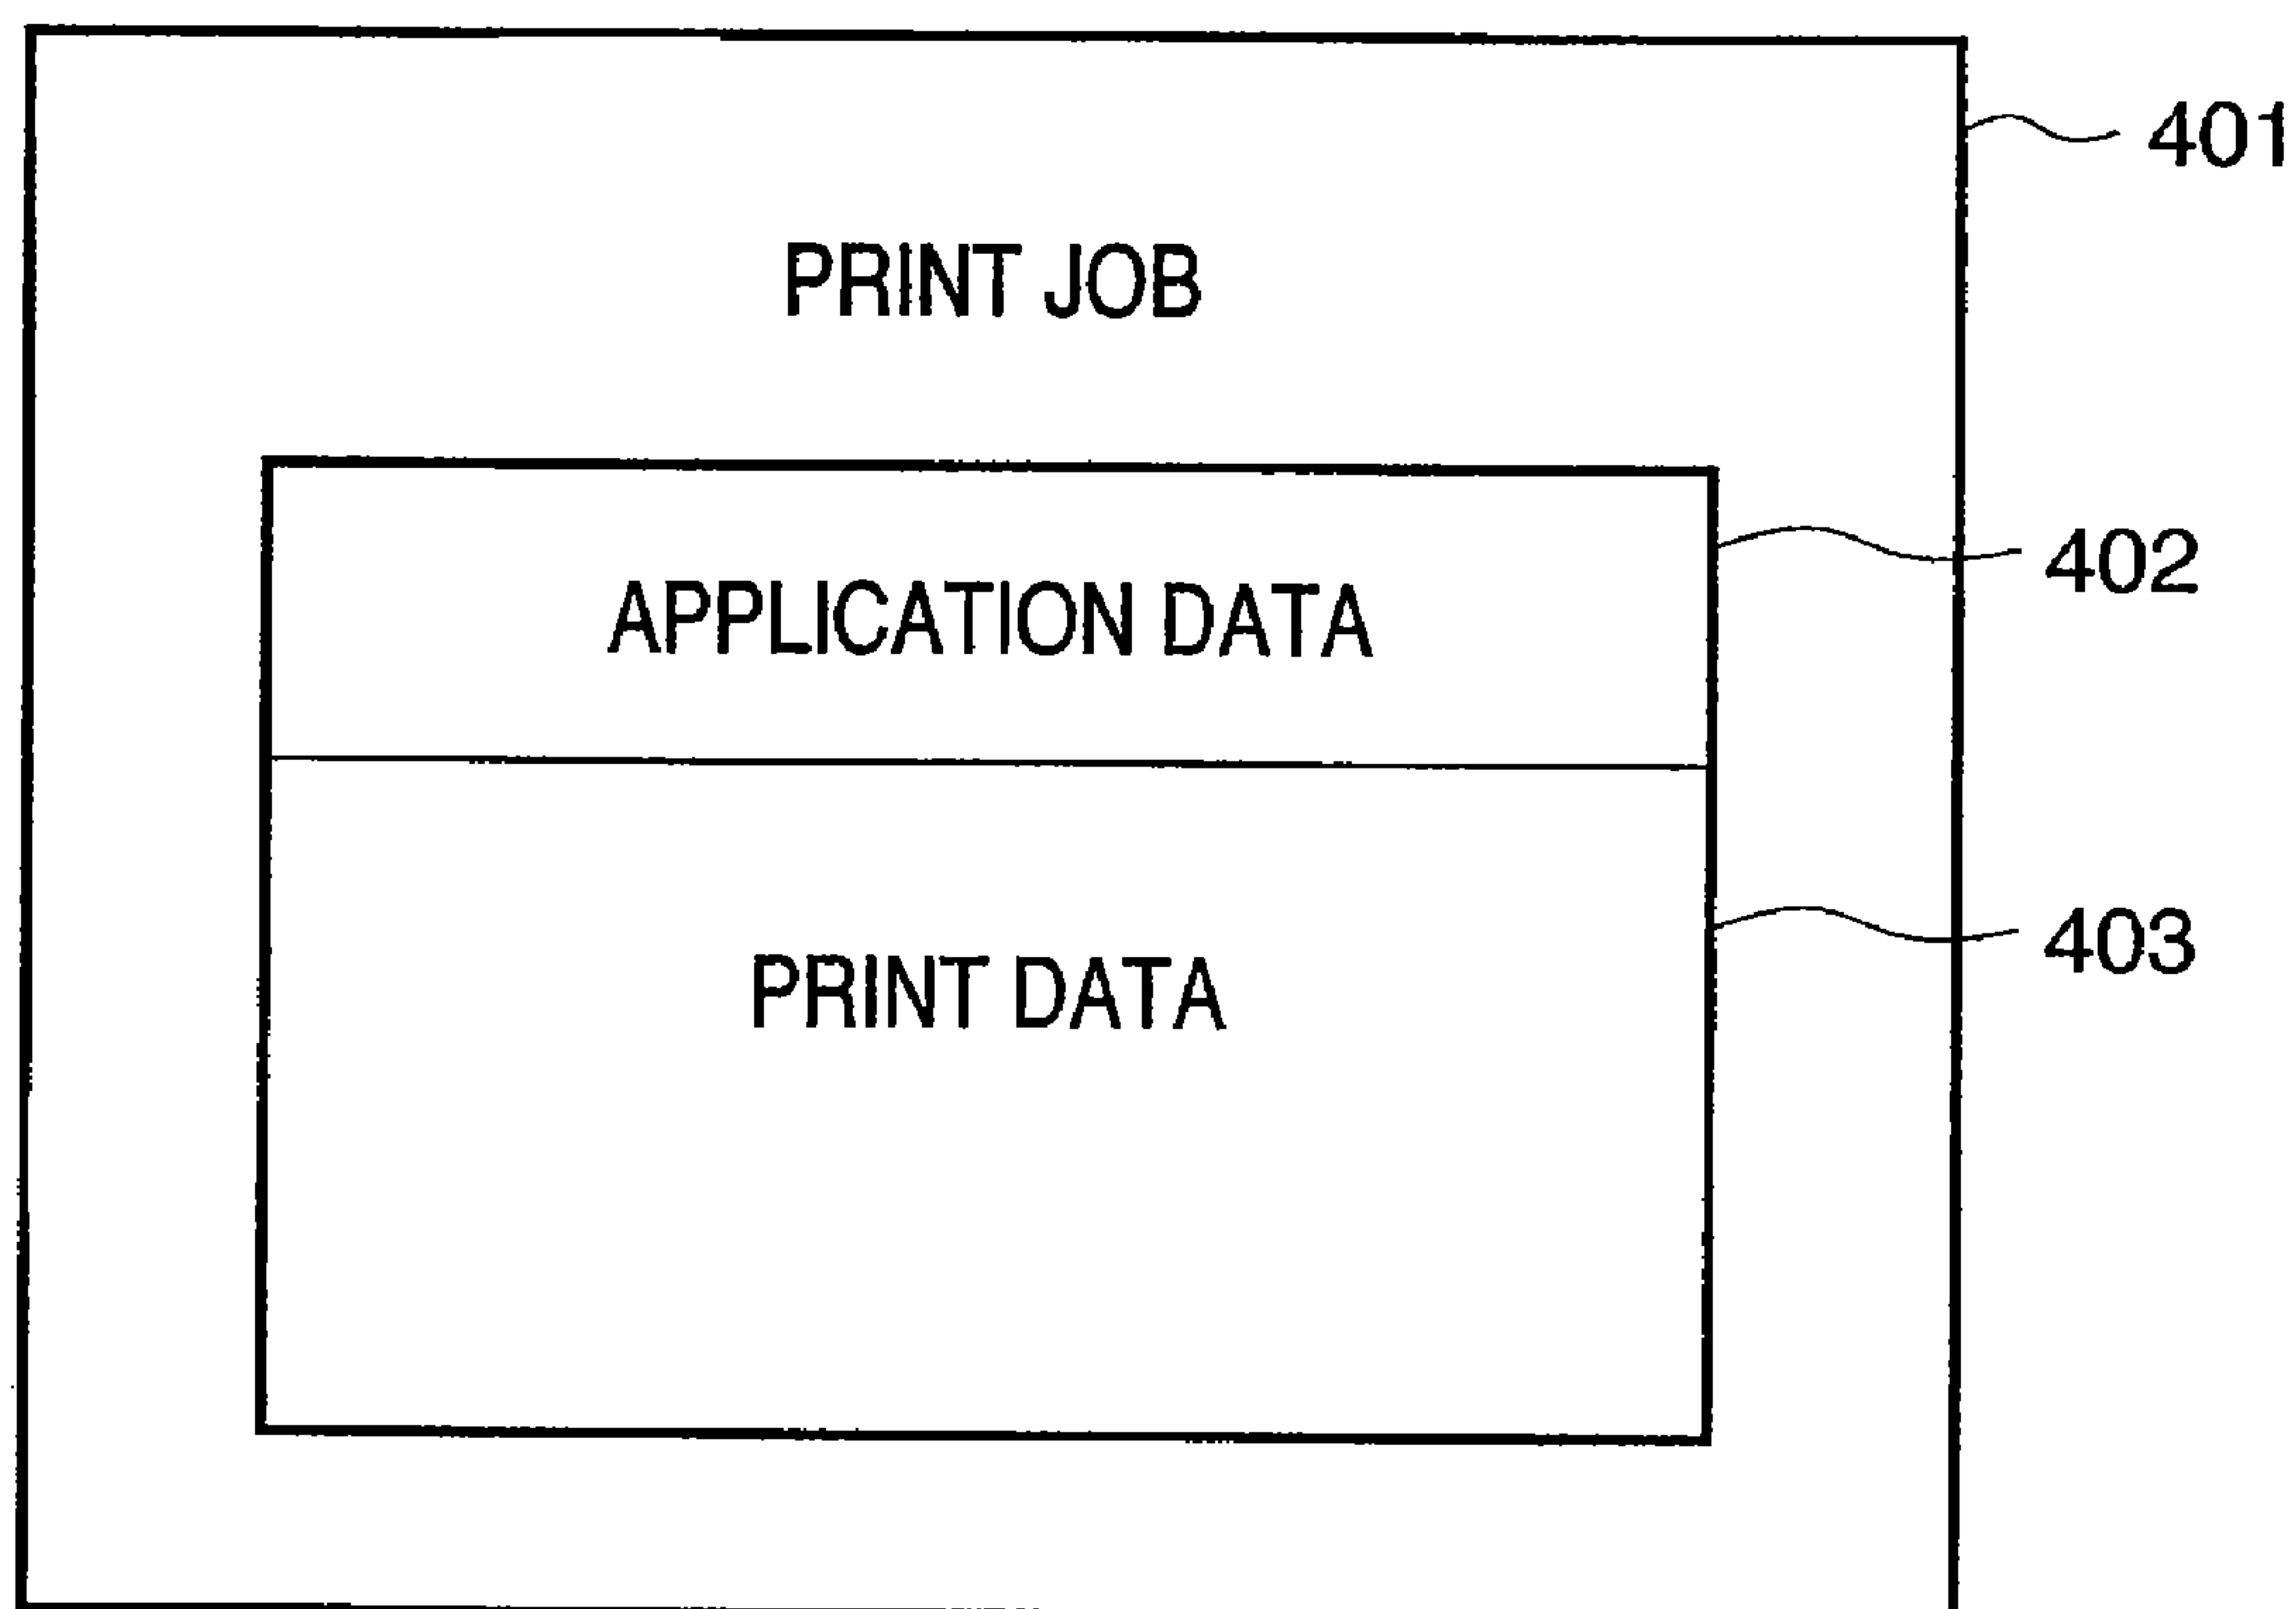 401
PRINT JOB
402
APPLICATION DATA
403
PRINT DATA